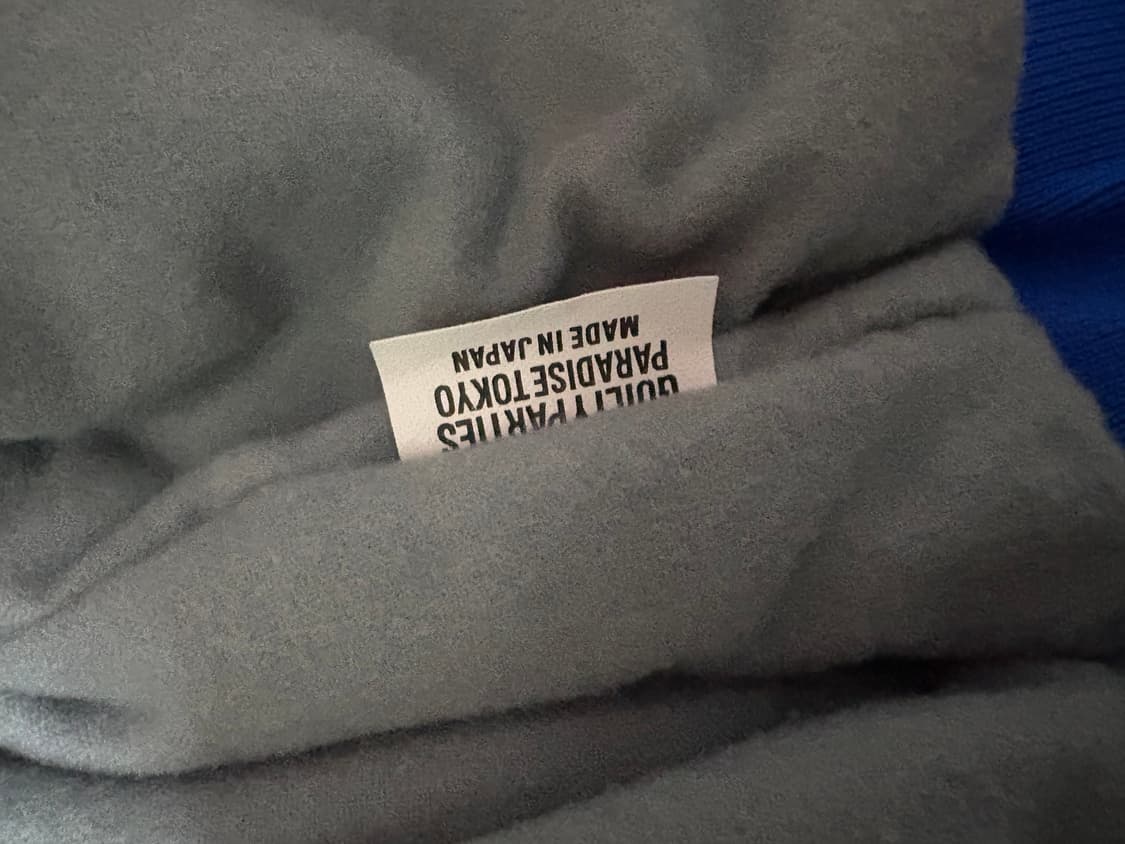 GUILTY PARTIES
PARADISE TOKYO
MADE IN JAPAN